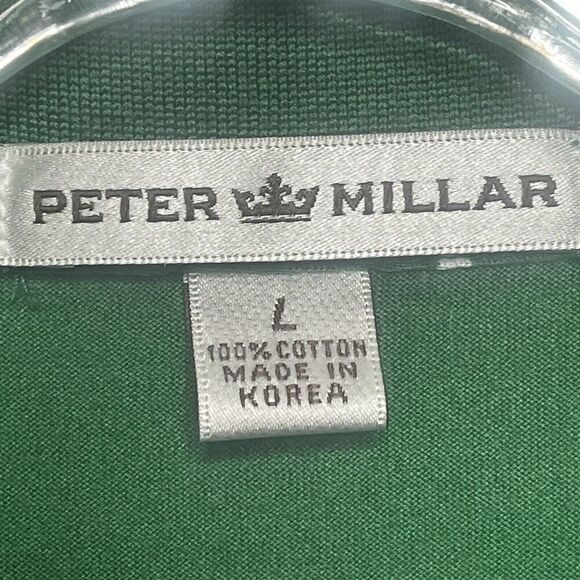 PETER MILLAR
L
100% COTTON
MADE IN
KOREA